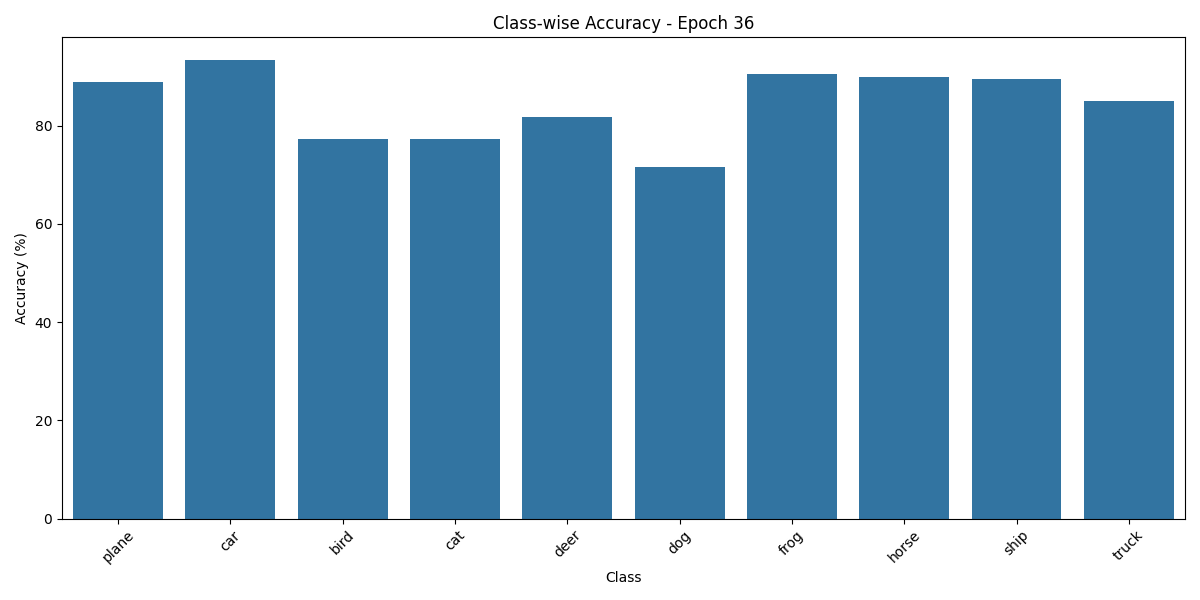 Class-wise Accuracy - Epoch 36
Accuracy (%)
80
60
40
20
0
plane
car
bird
cat
deer
dog
frog
horse
ship
truck
Class